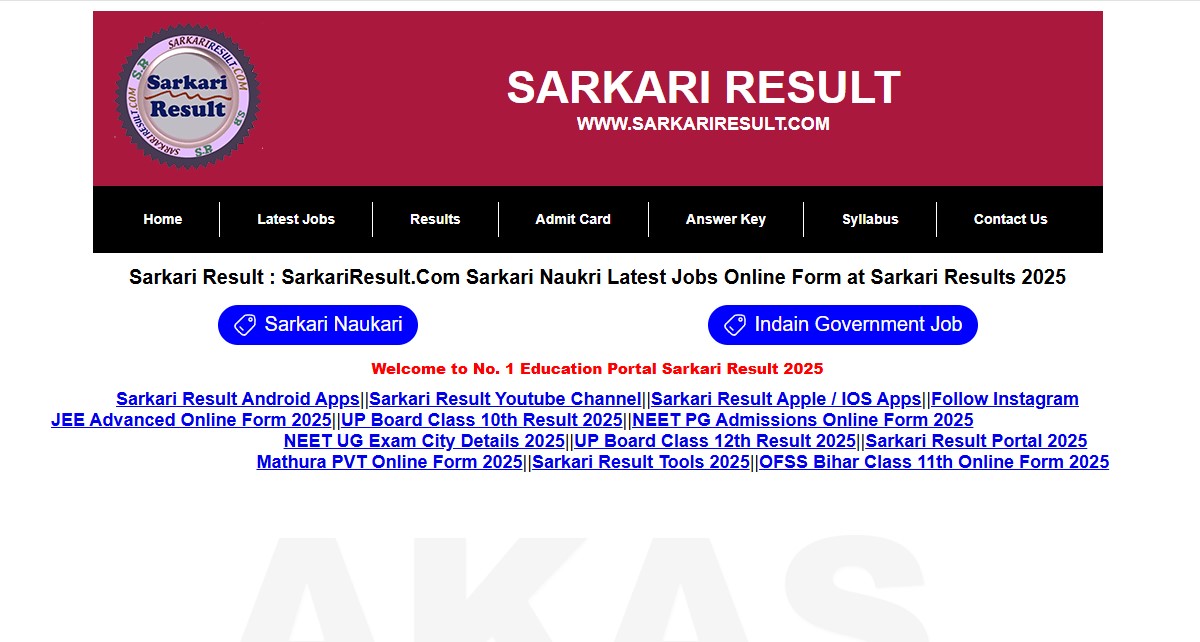 SARKARIRESULT.COM
S.R
Sarkari
Result
SARKARIRESULT.COM
S.R
SARKARI RESULT
WWW.SARKARIRESULT.COM
Home Latest Jobs Results Admit Card Answer Key Syllabus Contact Us
Sarkari Result : SarkariResult.Com Sarkari Naukri Latest Jobs Online Form at Sarkari Results 2025
Sarkari Naukari Indain Government Job
Welcome to No. 1 Education Portal Sarkari Result 2025
Sarkari Result Android Apps||Sarkari Result Youtube Channel||Sarkari Result Apple / IOS Apps||Follow Instagram
JEE Advanced Online Form 2025||UP Board Class 10th Result 2025||NEET PG Admissions Online Form 2025
NEET UG Exam City Details 2025||UP Board Class 12th Result 2025||Sarkari Result Portal 2025
Mathura PVT Online Form 2025||Sarkari Result Tools 2025||OFSS Bihar Class 11th Online Form 2025
AKAS